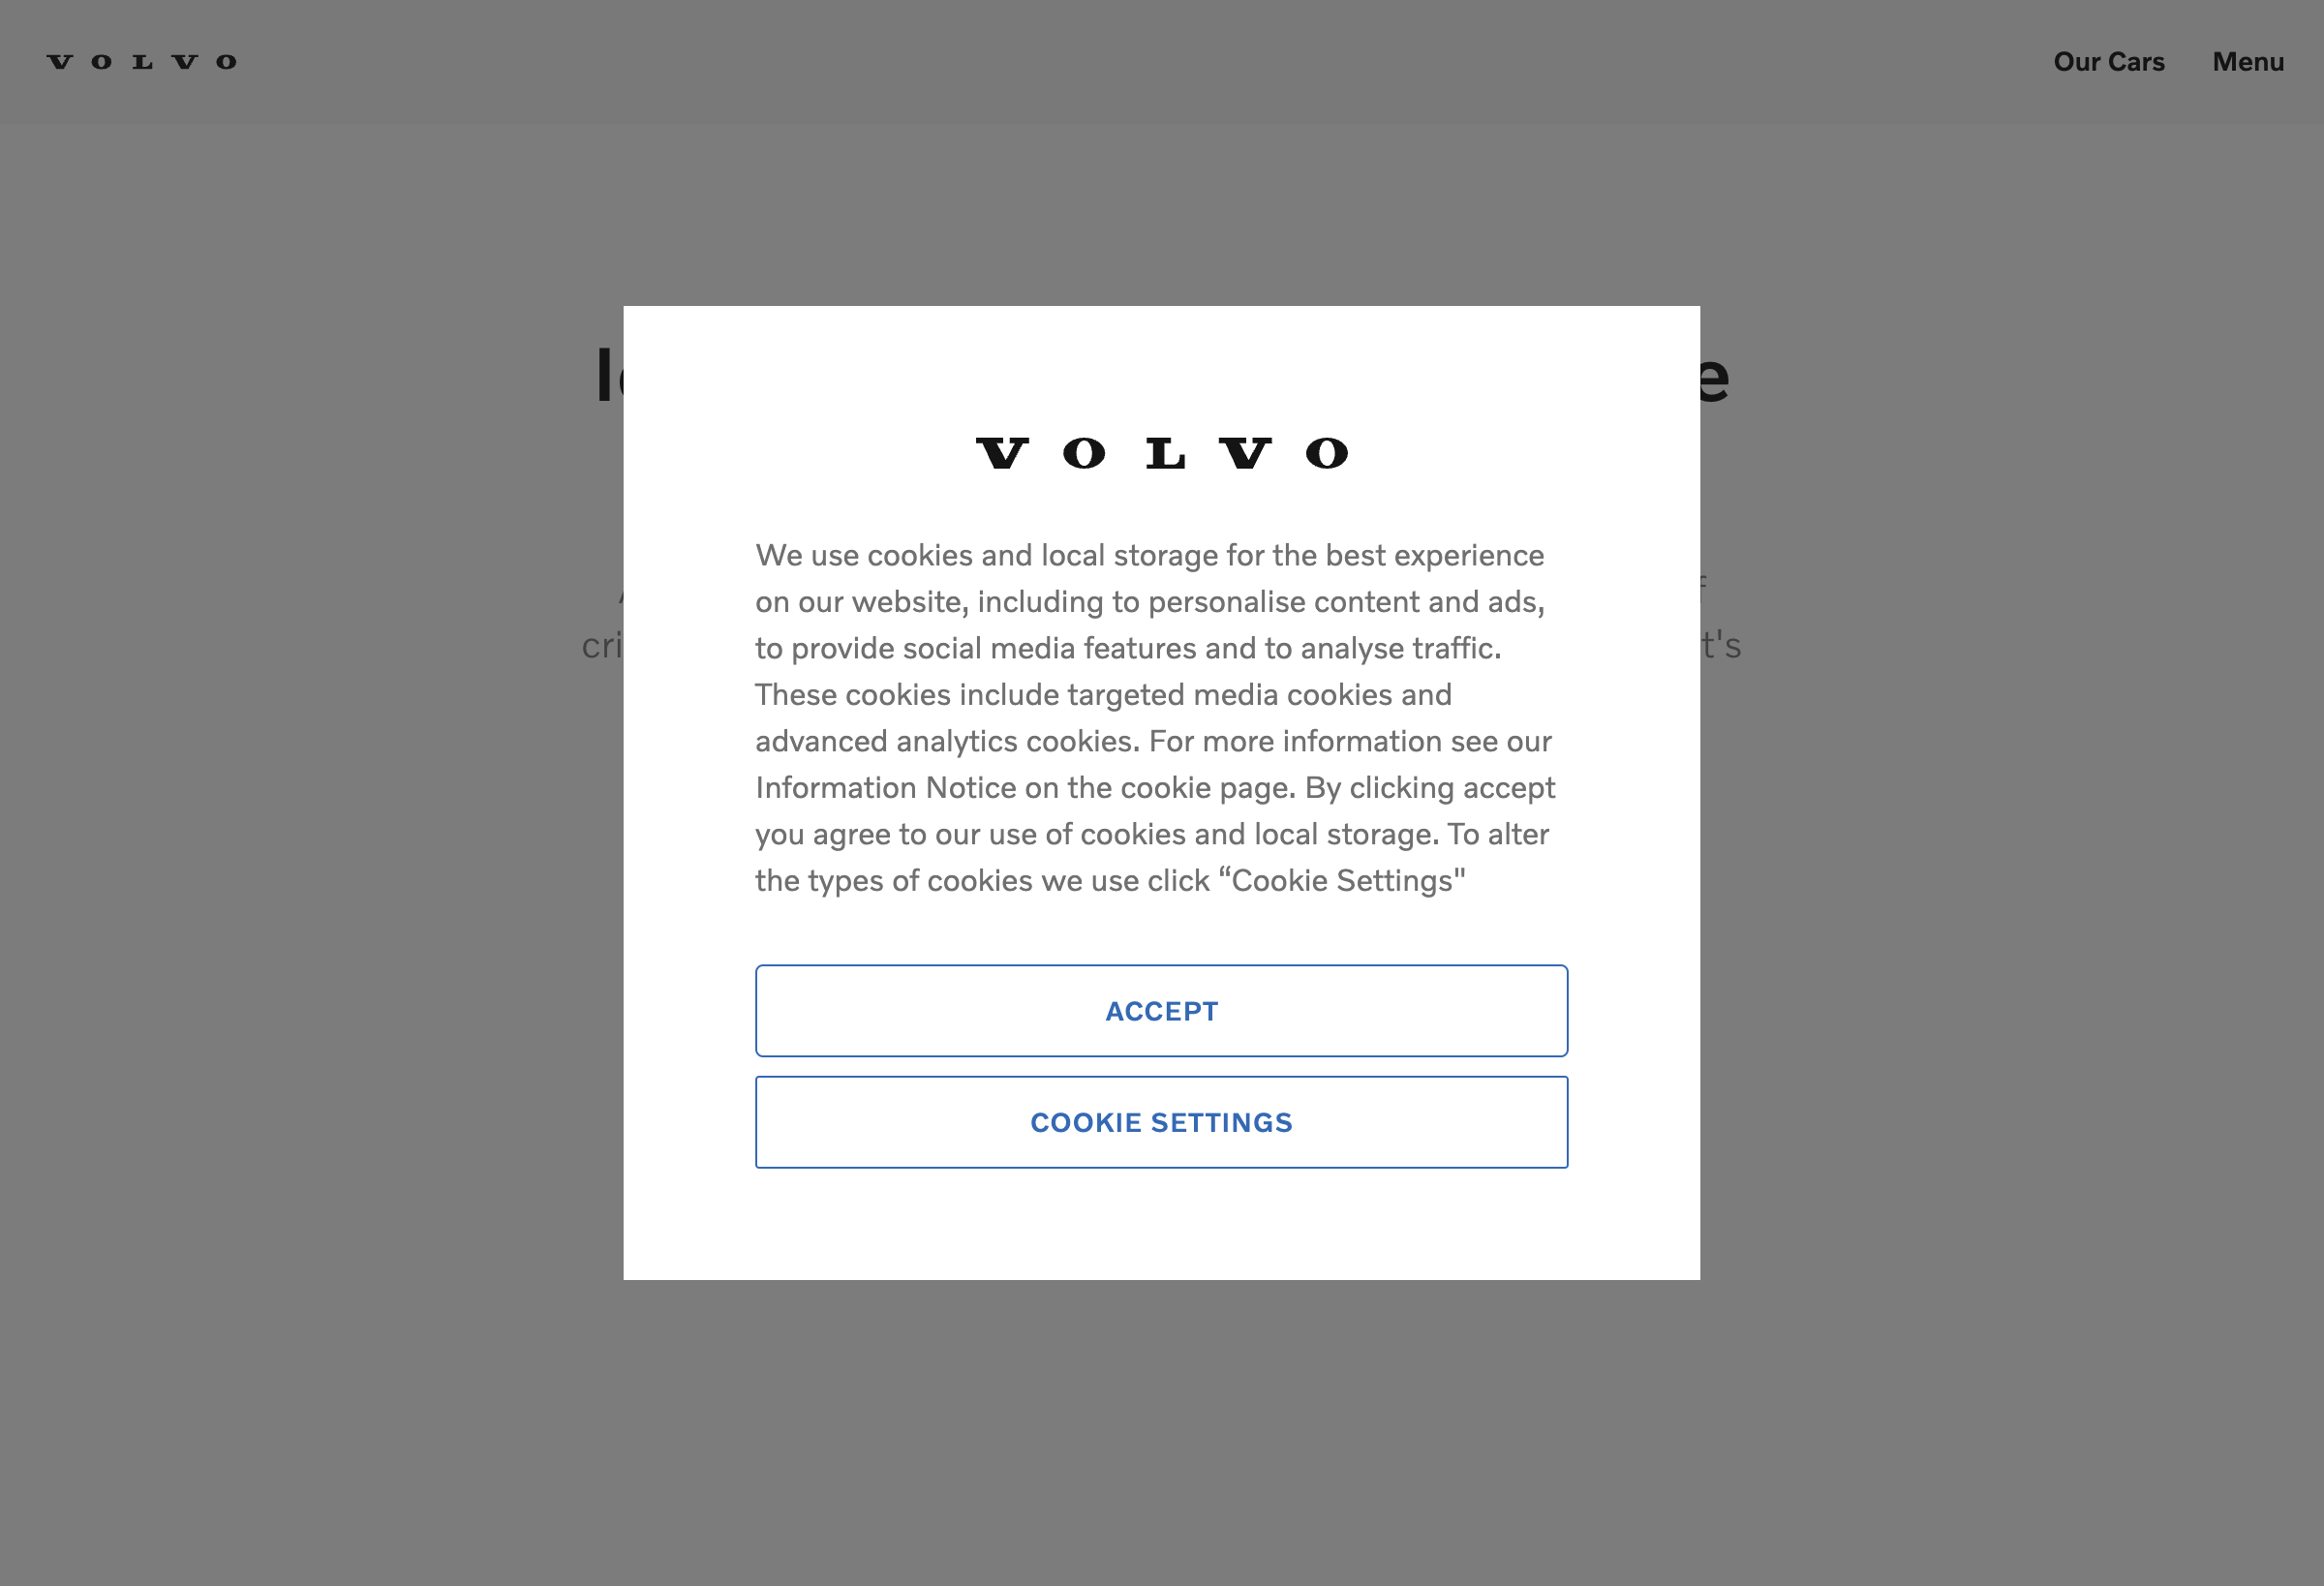 VOLVO
Our Cars
Menu
VOLVO
We use cookies and local storage for the best experience
on our website, including to personalise content and ads,
to provide social media features and to analyse traffic.
These cookies include targeted media cookies and
advanced analytics cookies. For more information see our
Information Notice on the cookie page. By clicking accept
you agree to our use of cookies and local storage. To alter
the types of cookies we use click “Cookie Settings"
ACCEPT
COOKIE SETTINGS